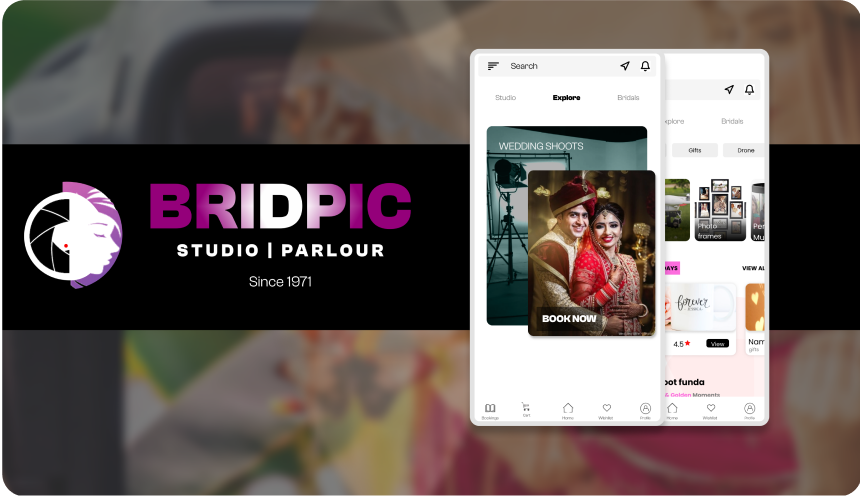 BRIDPIC
STUDIO | PARLOUR
Since 1971
Search
Studio
Explore
Bridals
WEDDING SHOOTS
BOOK NOW
Bookings
Cart
Home
Wishlist
Profile
xplore
Bridals
Gifts
Drone
Photo
frames
Per
Mu
DAYS
VIEW AL
forever
4.5
View
Nam
gifts
oot funda
& Golden Moments
Home
Wishlist
Profile